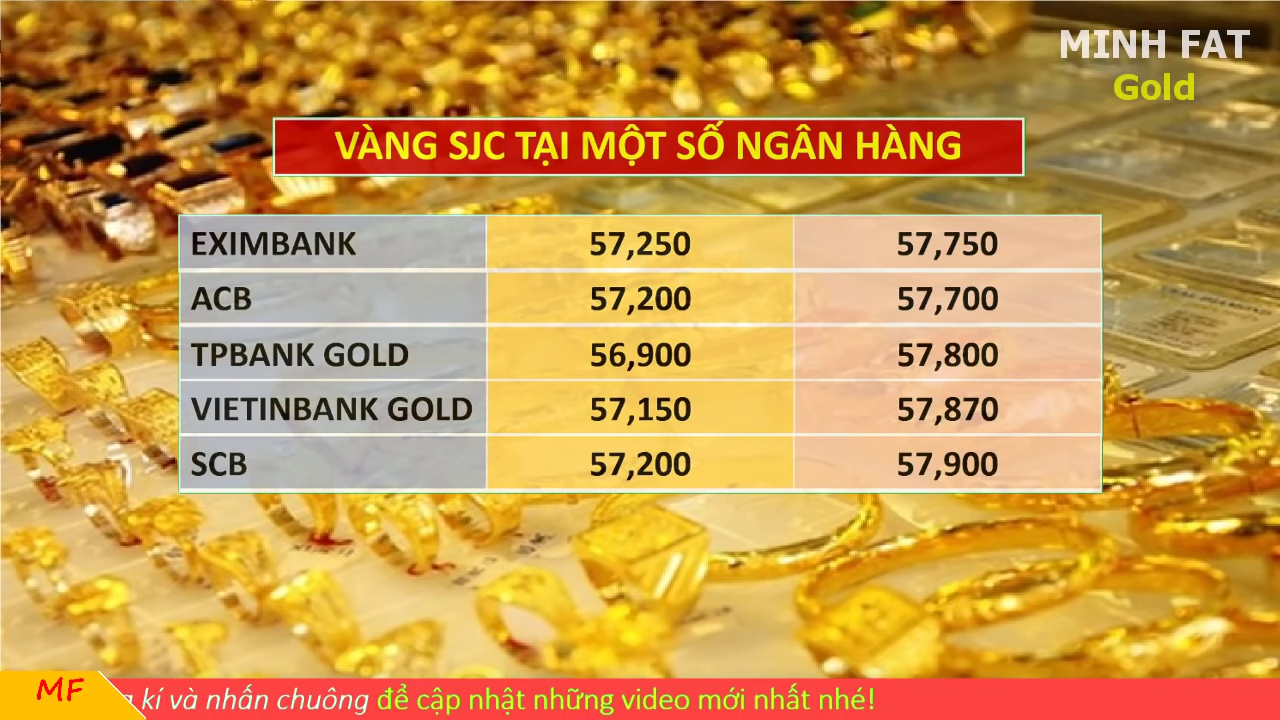 MINH FAT
Gold
VÀNG SJC TẠI MỘT SỐ NGÂN HÀNG
EXIMBANK 57,250 57,750
ACB 57,200 57,700
TPBANK GOLD 56,900 57,800
VIETINBANK GOLD 57,150 57,870
SCB 57,200 57,900
MF kí và nhấn chuông để cập nhật những video mới nhất nhé!